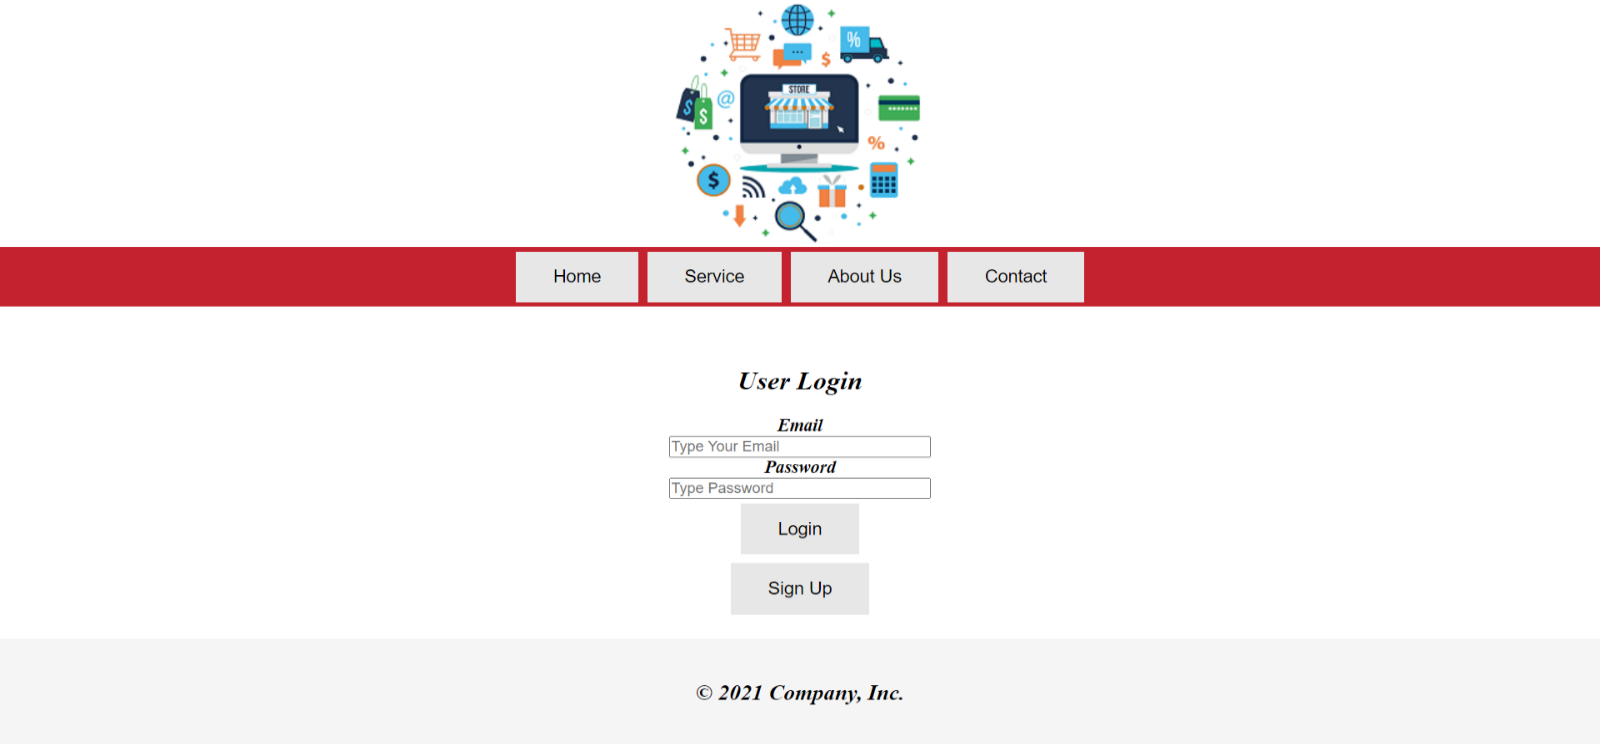 %
...
$
STORE
@
$
$
%
$
Home Service About Us Contact
User Login
Email
Type Your Email
Password
Type Password
Login
Sign Up
© 2021 Company, Inc.